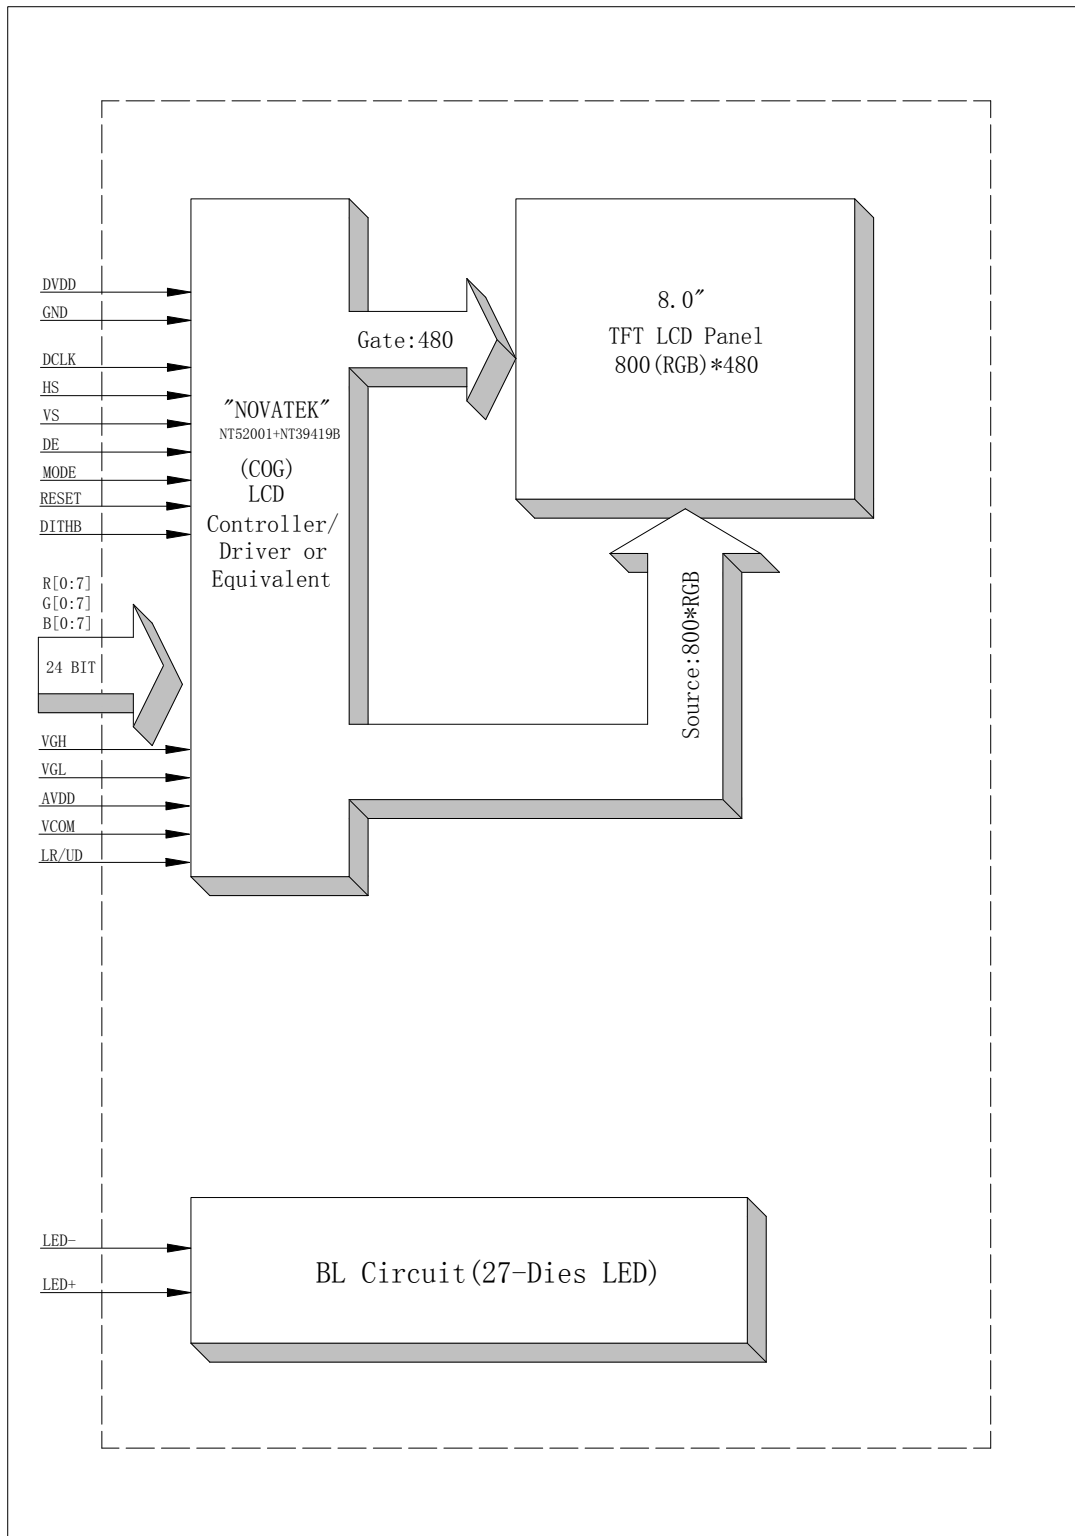 DVDD
GND
DCLK
HS
VS
DE
MODE
RESET
DITHB
R[0:7]
G[0:7]
B[0:7]
24 BIT
VGH
VGL
AVDD
VCOM
LR/UD
"NOVATEK"
NT52001+NT39419B
(COG)
LCD
Controller/
Driver or
Equivalent
Gate:480
8.0"
TFT LCD Panel
800(RGB)*480
Source:800*RGB
LED-
LED+
BL Circuit(27-Dies LED)